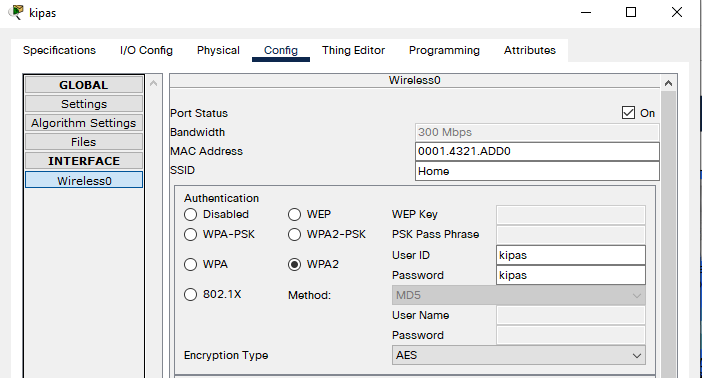 kipas
Specifications I/O Config Physical Config Thing Editor Programming Attributes
GLOBAL
Settings
Algorithm Settings
Files
INTERFACE
Wireless0
Wireless0
Port Status On
Bandwidth 300 Mbps
MAC Address 0001.4321.ADD0
SSID Home
Authentication
Disabled WEP WEP Key
WPA-PSK WPA2-PSK PSK Pass Phrase
User ID kipas
WPA WPA2
Password kipas
802.1X Method: MD5
User Name
Password
Encryption Type AES